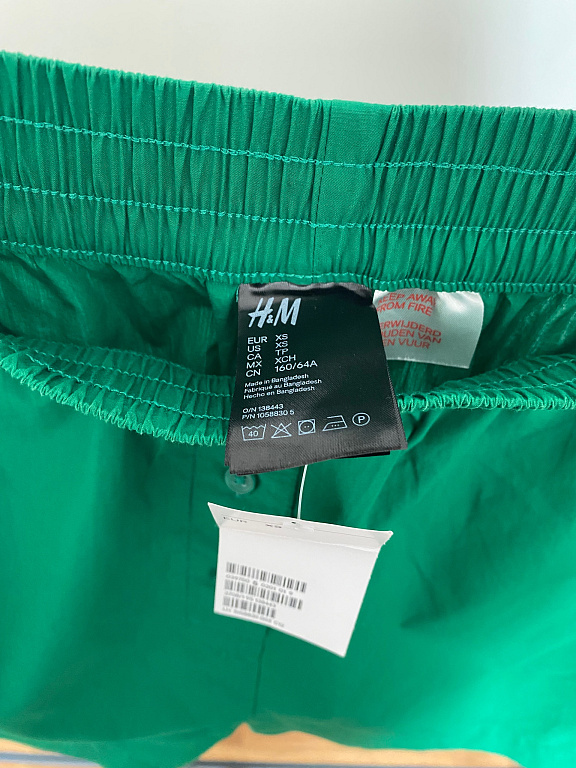 H&M
EUR XS
US XS
CA TP
MX XCH
CN 160/64A
Made in Bangladesh
Fabriqué au Bangladesh
Hecho en Bangladesh
O/N 138443
P/N 1058830 5
40
P
KEEP AWAY
FROM FIRE
VERWIJDERD
HOUDEN VAN
EEN VUUR